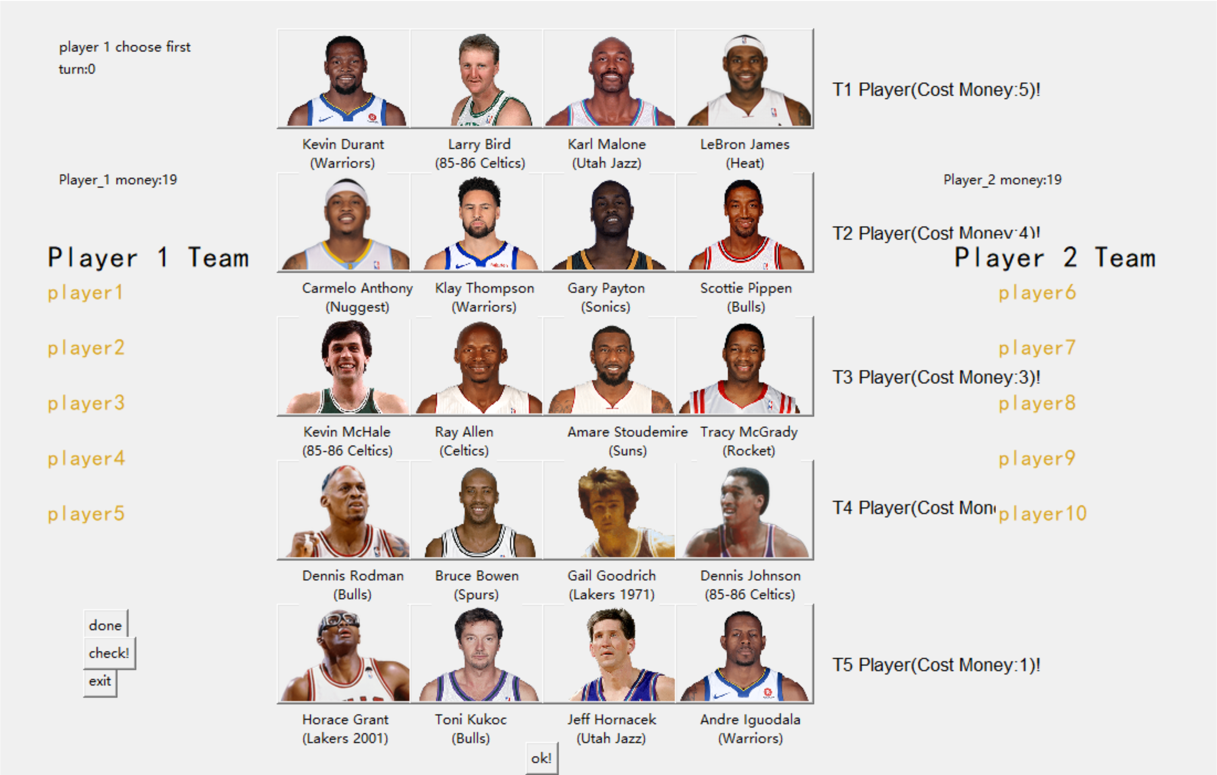 player 1 choose first
turn:0
T1 Player(Cost Money:5)!
Kevin Durant
(Warriors)
Larry Bird
(85-86 Celtics)
Karl Malone
(Utah Jazz)
LeBron James
(Heat)
Player_1 money:19
Player_2 money:19
T2 Player(Cost Money:4)!
Player 1 Team
Player 2 Team
Carmelo Anthony
(Nuggest)
Klay Thompson
(Warriors)
Gary Payton
(Sonics)
Scottie Pippen
(Bulls)
player1
player2
player3
player4
player5
player6
player7
T3 Player(Cost Money:3)!
player8
player9
T4 Player(Cost Mon
player10
Kevin McHale
(85-86 Celtics)
Ray Allen
(Celtics)
Amare Stoudemire
(Suns)
Tracy McGrady
(Rocket)
Dennis Rodman
(Bulls)
Bruce Bowen
(Spurs)
Gail Goodrich
(Lakers 1971)
Dennis Johnson
(85-86 Celtics)
done
check!
exit
T5 Player(Cost Money:1)!
Horace Grant
(Lakers 2001)
Toni Kukoc
(Bulls)
Jeff Hornacek
(Utah Jazz)
Andre Iguodala
(Warriors)
ok!